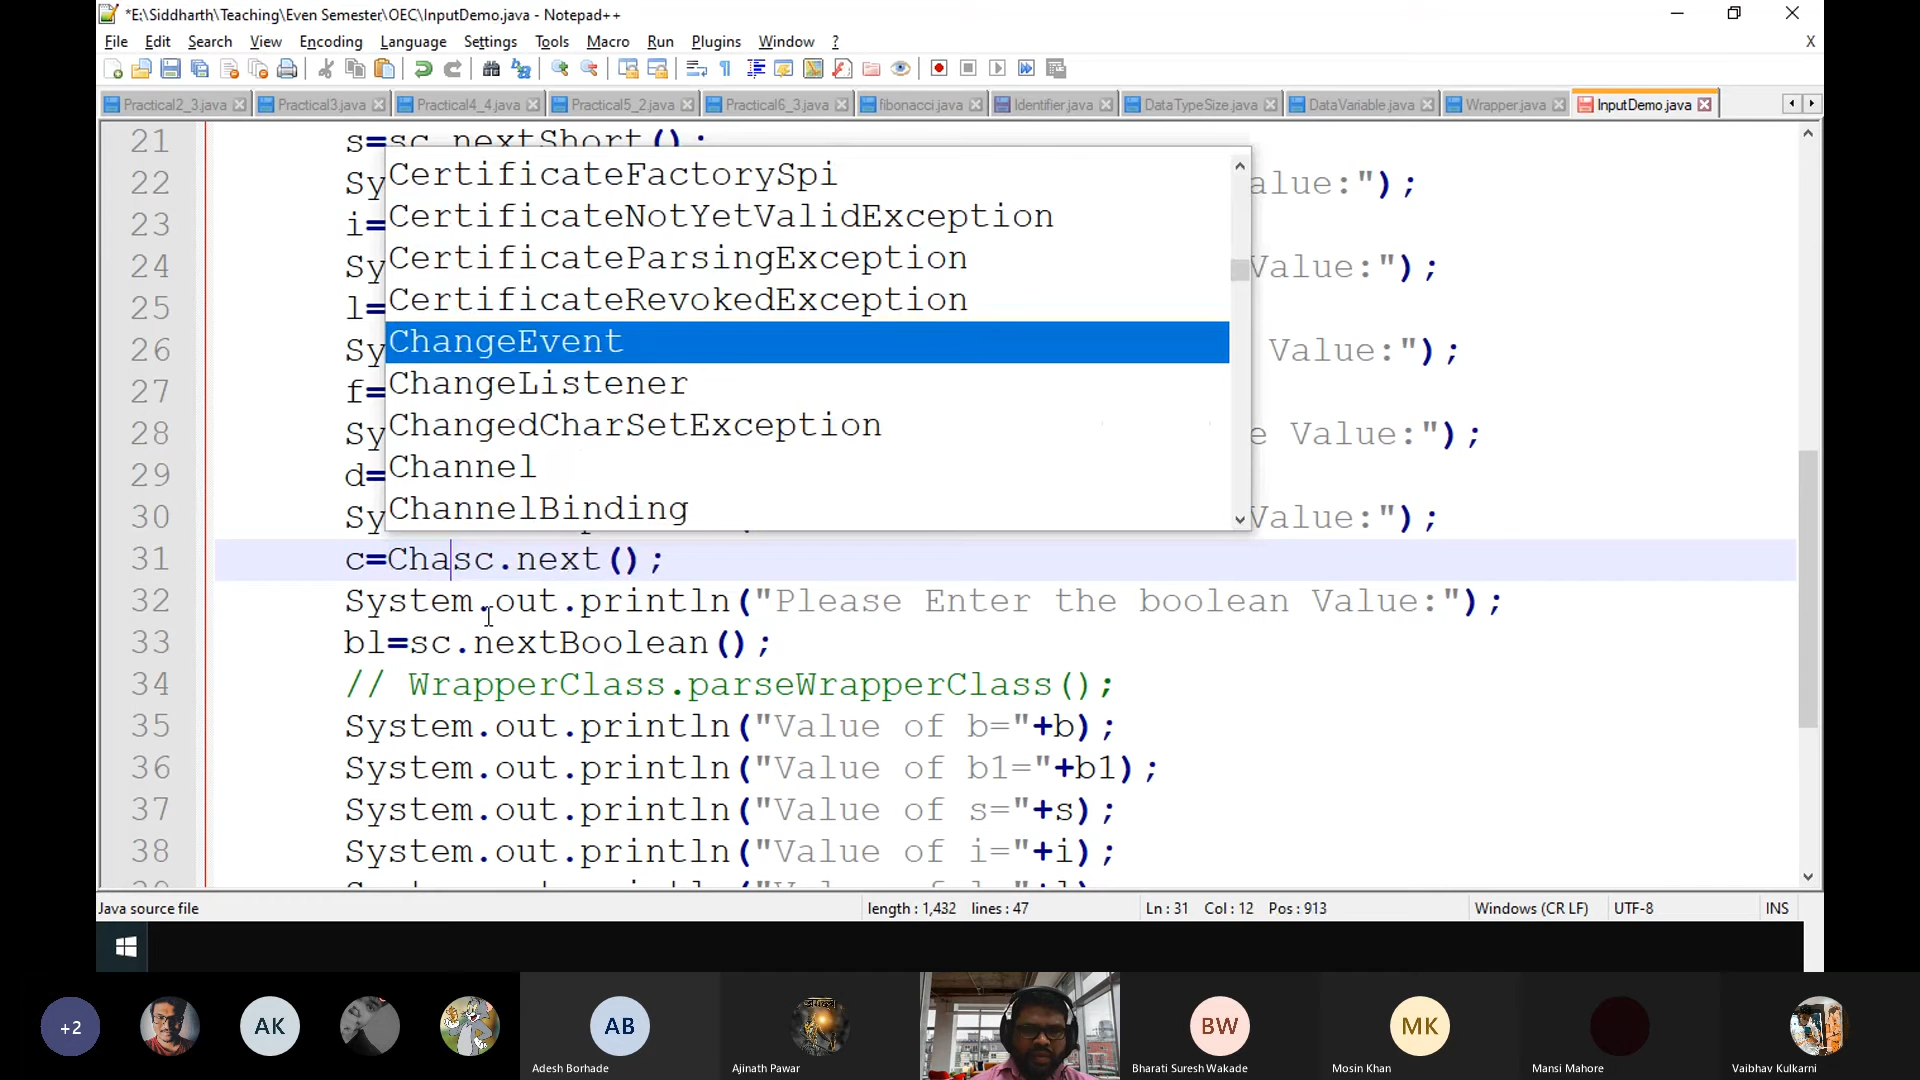 *E:\Siddharth\Teaching\Even Semester\OEC\InputDemo.java - Notepad++
File Edit Search View Encoding Language Settings Tools Macro Run Plugins Window ? X
Practical2_3.java Practical3.java Practical4_4.java Practical5_2.java Practical6_3.java fibonacci.java Identifier.java DataTypeSize.java DataVariable.java Wrapper.java InputDemo.java
21 s=sc.nextShort();
CertificateFactorySpi
22 Sy alue:");
CertificateNotYetValidException
23 i=
CertificateParsingException
24 Sy Value:");
CertificateRevokedException
25 l=
ChangeEvent
26 Sy Value:");
ChangeListener
27 f=
ChangedCharSetException
28 Sy e Value:");
Channel
29 d=
ChannelBinding
30 Sy Value:");
31 c=Chasc.next();
32 System.out.println("Please Enter the boolean Value:");
33 bl=sc.nextBoolean();
34 // WrapperClass.parseWrapperClass();
35 System.out.println("Value of b="+b);
36 System.out.println("Value of b1="+b1);
37 System.out.println("Value of s="+s);
38 System.out.println("Value of i="+i);
Java source file length : 1,432 lines : 47 Ln : 31 Col : 12 Pos : 913 Windows (CR LF) UTF-8 INS
+2 AK AB BW MK
Adesh Borhade Ajinath Pawar Bharati Suresh Wakade Mosin Khan Mansi Mahore Vaibhav Kulkarni